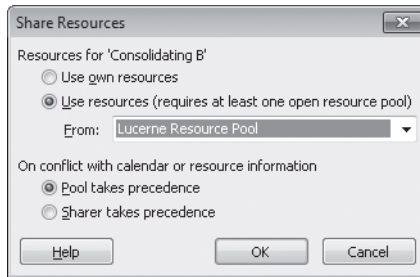 Share Resources
Resources for 'Consolidating B'
Use own resources
Use resources (requires at least one open resource pool)
From: Lucerne Resource Pool
On conflict with calendar or resource information
Pool takes precedence
Sharer takes precedence
Help OK Cancel